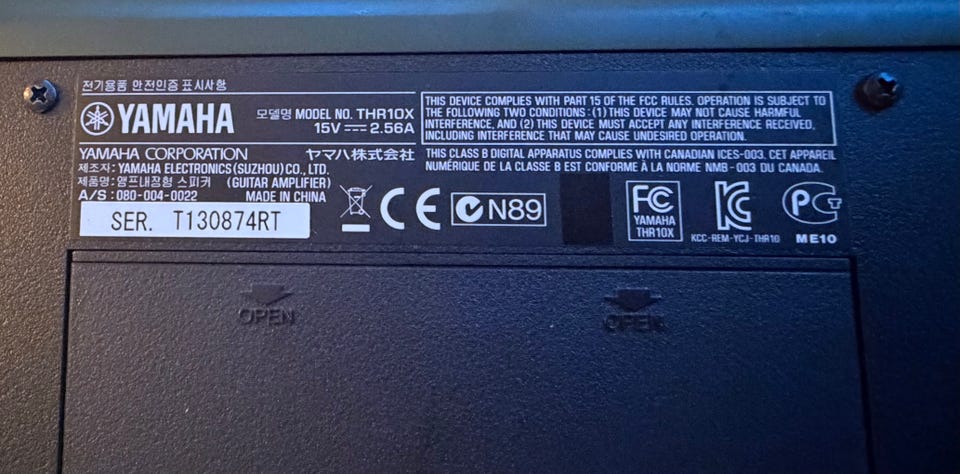 전기용품 안전인증 표시사항
YAMAHA
모델명 MODEL NO. THR10X
15V 2.56A
YAMAHA CORPORATION ヤマハ株式会社
제조자: YAMAHA ELECTRONICS(SUZHOU)CO., LTD.
제품명: 앰프내장형 스피커 (GUITAR AMPLIFIER)
A/S : 080-004-0022 MADE IN CHINA
SER. T130874RT
THIS DEVICE COMPLIES WITH PART 15 OF THE FCC RULES. OPERATION IS SUBJECT TO
THE FOLLOWING TWO CONDITIONS : (1) THIS DEVICE MAY NOT CAUSE HARMFUL
INTERFERENCE, AND (2) THIS DEVICE MUST ACCEPT ANY INTERFERENCE RECEIVED,
INCLUDING INTERFERENCE THAT MAY CAUSE UNDESIRED OPERATION.
THIS CLASS B DIGITAL APPARATUS COMPLIES WITH CANADIAN ICES-003. CET APPAREIL
NUMÉRIQUE DE LA CLASSE B EST CONFORME À LA NORME NMB-003 DU CANADA.
CE
N89
FC
YAMAHA
THR10X
KC
KCC-REM-YCJ-THR10
PCT
ME10
OPEN
OPEN